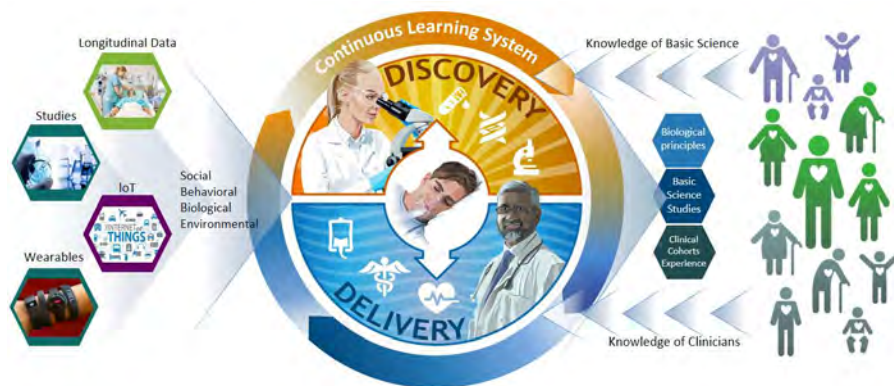 Longitudinal Data
Studies
IoT
INTERNET of
THINGS
Wearables
Social
Behavioral
Biological
Environmental
Continuous Learning System
DISCOVERY
DELIVERY
Knowledge of Basic Science
Biological
principles
Basic
Science
Studies
Clinical
Cohorts
Experience
Knowledge of Clinicians